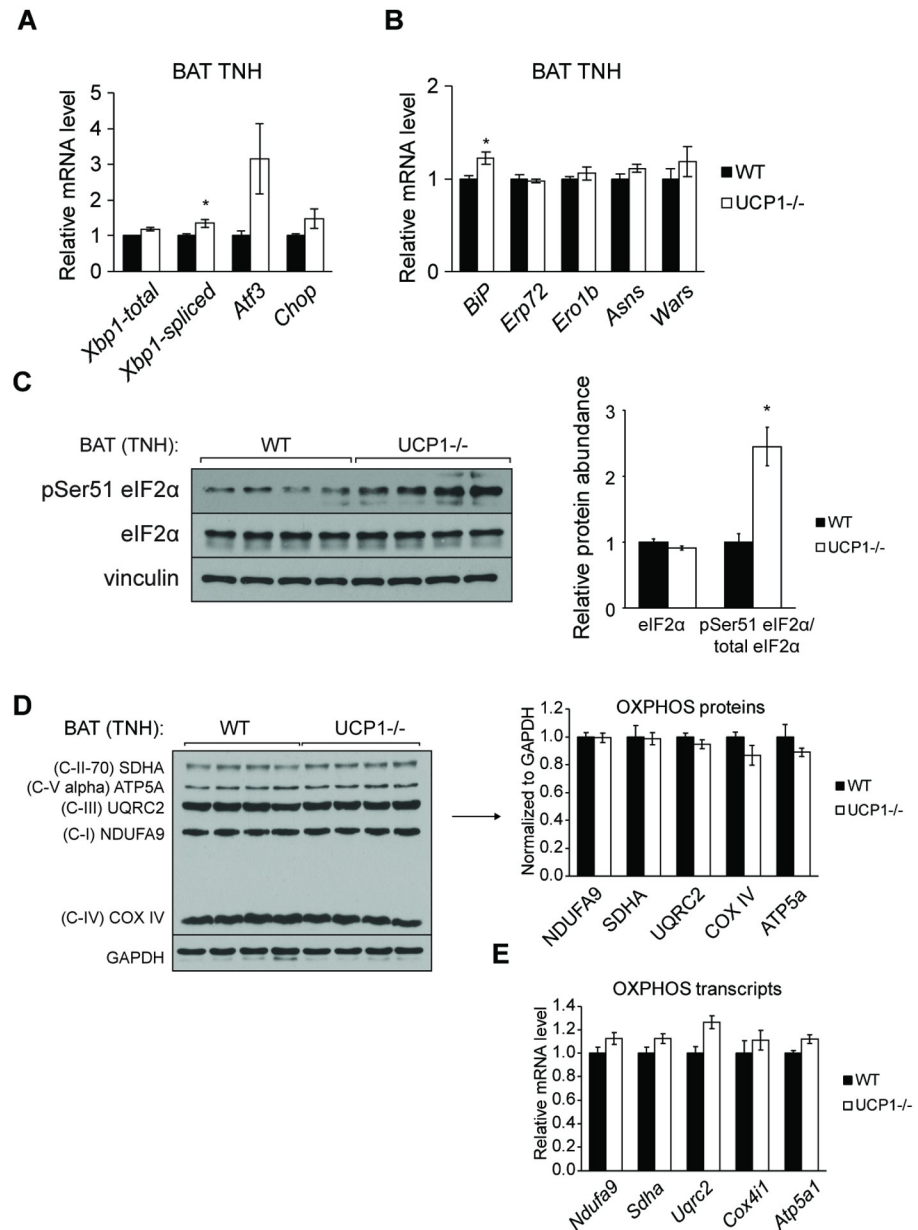 A
BAT TNH
Relative mRNA level
5
4
3
2
1
0
*
Xbp1-total
Xbp1-spliced
Atf3
Chop
B
BAT TNH
Relative mRNA level
2
1
0
*
BiP
Erp72
Ero1b
Asns
Wars
WT
UCP1-/-
C
BAT (TNH):
WT
UCP1-/-
pSer51 eIF2α
eIF2α
vinculin
Relative protein abundance
3
2
1
0
*
eIF2α
pSer51 eIF2α/
total eIF2α
WT
UCP1-/-
D
BAT (TNH):
WT
UCP1-/-
(C-II-70) SDHA
(C-V alpha) ATP5A
(C-III) UQRC2
(C-I) NDUFA9
(C-IV) COX IV
GAPDH
OXPHOS proteins
Normalized to GAPDH
1.2
1.0
0.8
0.6
0.4
0.2
0.0
NDUFA9
SDHA
UQRC2
COX IV
ATP5a
WT
UCP1-/-
E
OXPHOS transcripts
Relative mRNA level
1.4
1.2
1.0
0.8
0.6
0.4
0.2
0.0
Ndufa9
Sdha
Uqrc2
Cox4i1
Atp5a1
WT
UCP1-/-